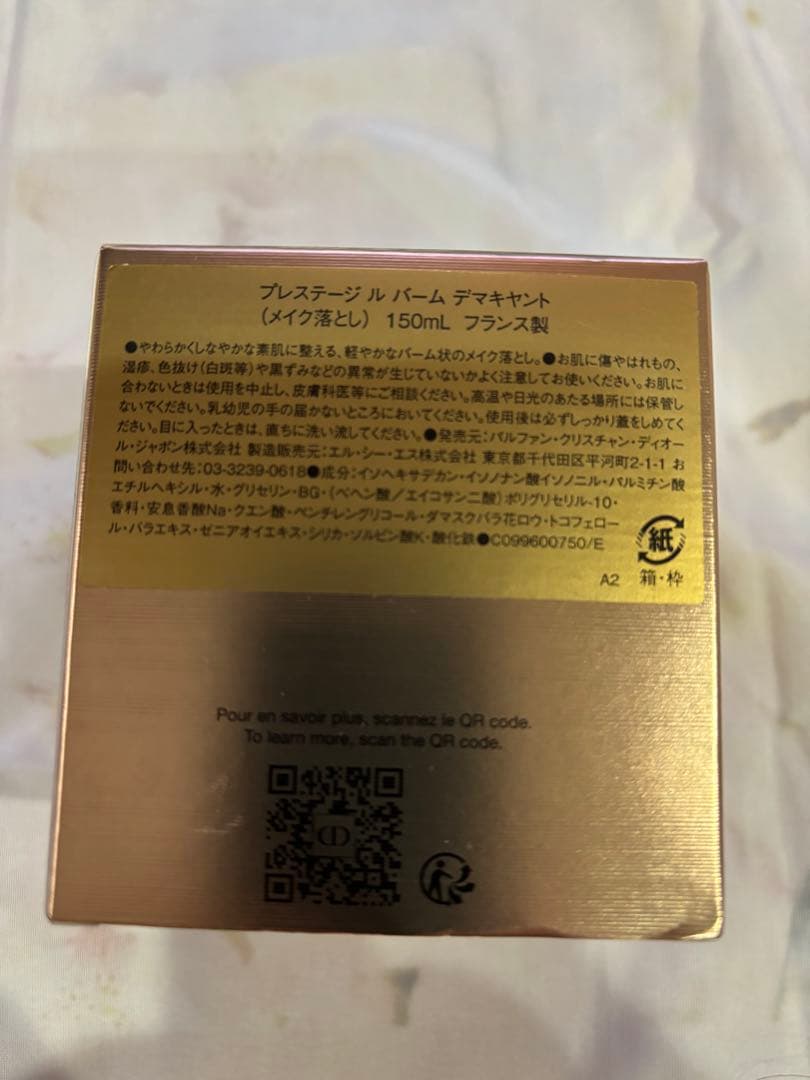 プレステージ ル バーム デマキヤント
（メイク落とし） 150mL フランス製
●やわらかくしなやかな素肌に整える、軽やかなバーム状のメイク落とし。●お肌に傷やはれもの、
湿疹、色抜け(白斑等)や黒ずみなどの異常が生じていないかよく注意してお使いください。お肌に
合わないときは使用を中止し、皮膚科医等にご相談ください。高温や日光のあたる場所には保管し
ないでください。乳幼児の手の届かないところにおいてください。使用後は必ずしっかり蓋をしめてく
ださい。目に入ったときは、直ちに洗い流してください。●発売元：パルファン・クリスチャン・ディオー
ル・ジャポン株式会社 製造販売元：エル・シー・エス株式会社 東京都千代田区平河町2-1-1 お
問い合わせ先：03-3239-0618●成分：イソヘキサデカン・イソノナン酸イソノニル・パルミチン酸
エチルヘキシル・水・グリセリン・BG・(ベヘン酸／エイコサン二酸)ポリグリセリル-10・
香料・安息香酸Na・クエン酸・ペンチレングリコール・ダマスクバラ花ロウ・トコフェロー
ル・バラエキス・ゼニアオイエキス・シリカ・ソルビン酸K・酸化鉄●C099600750/E
紙
A2 箱・枠
Pour en savoir plus, scannez le QR code.
To learn more, scan the QR code.
CD